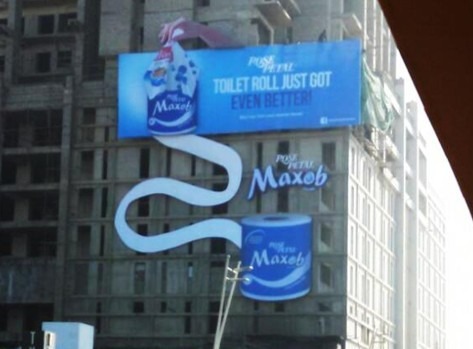 ROSE
PETAL
TOILET ROLL JUST GOT
EVEN BETTER!
Maxob
ROSE
PETAL
Maxob
ROSE
PETAL
Maxob